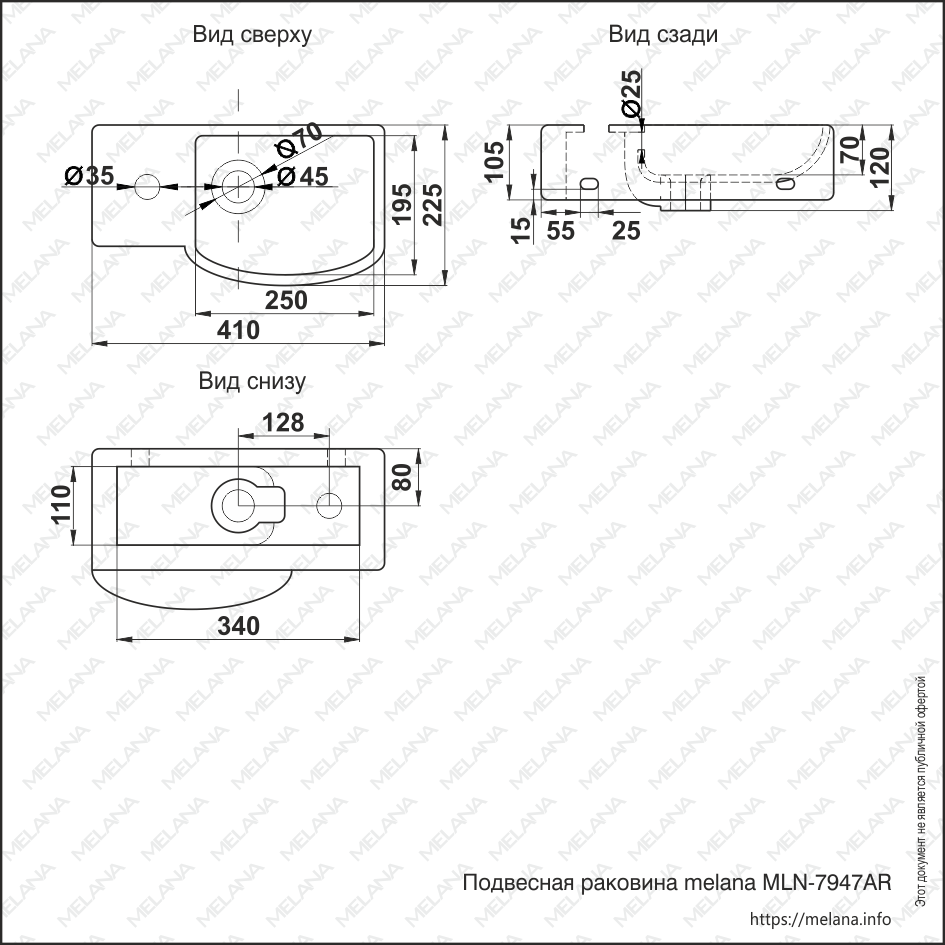 Вид сверху
Вид сзади
Ø25
Ø70
Ø35
Ø45
195
225
105
70
120
15
55
25
250
410
Вид снизу
128
80
110
340
Этот документ не является публичной офертой
Подвесная раковина melana MLN-7947AR
https://melana.info
MELANA